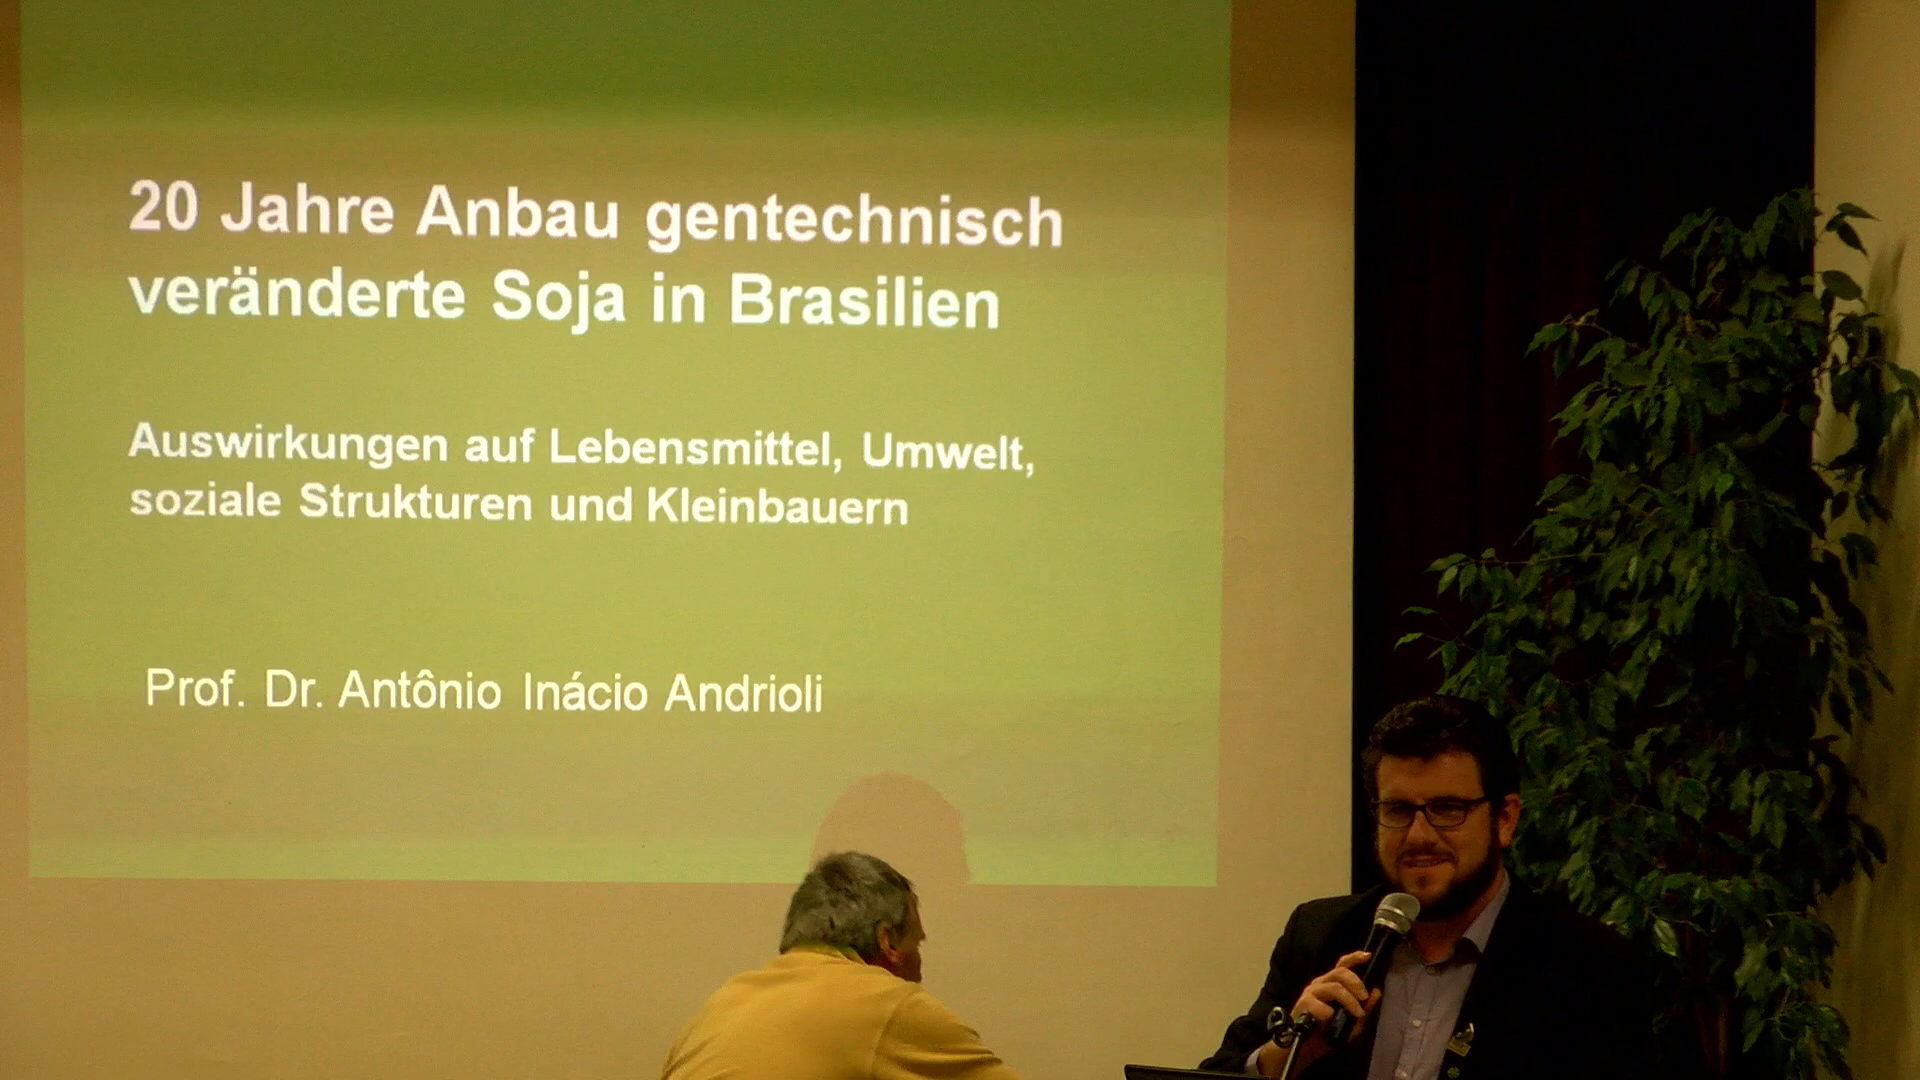 20 Jahre Anbau gentechnisch
veränderte Soja in Brasilien
Auswirkungen auf Lebensmittel, Umwelt,
soziale Strukturen und Kleinbauern
Prof. Dr. Antônio Inácio Andrioli